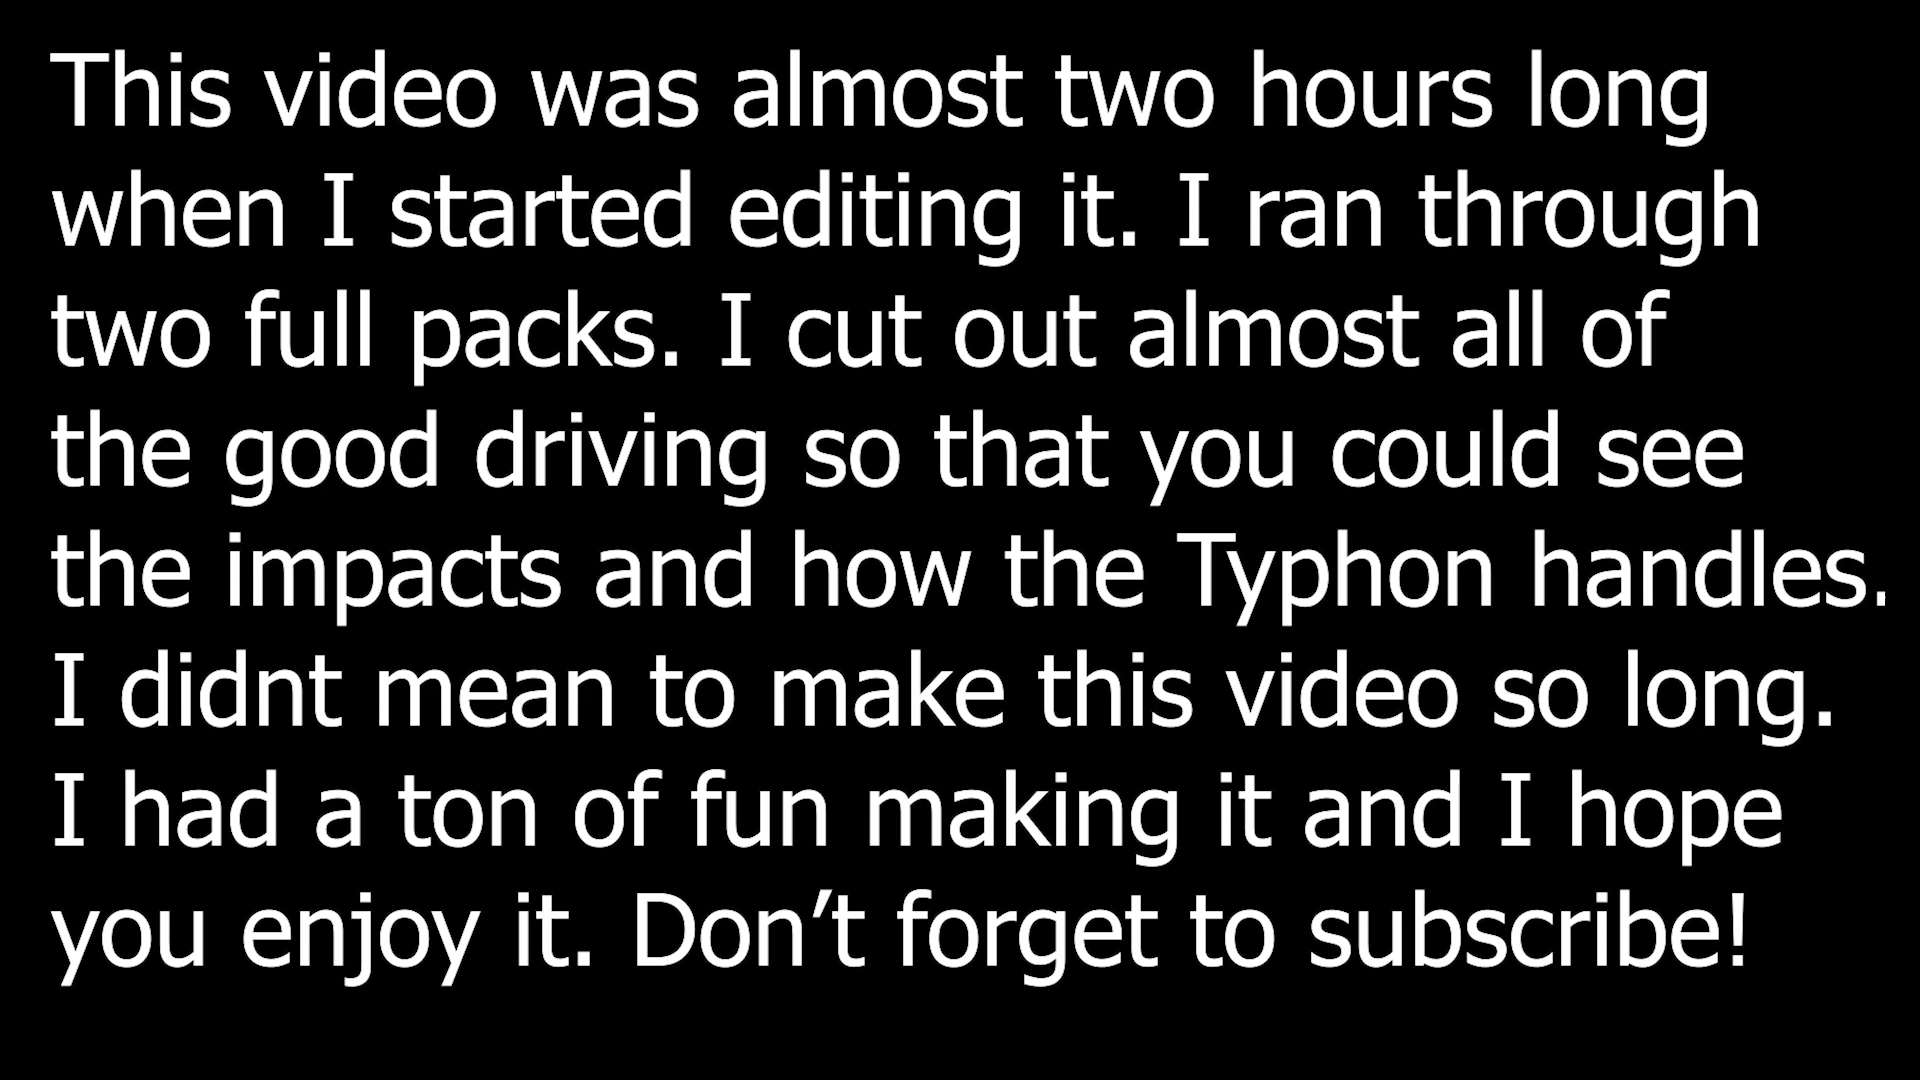 This video was almost two hours long
when I started editing it. I ran through
two full packs. I cut out almost all of
the good driving so that you could see
the impacts and how the Typhon handles.
I didnt mean to make this video so long.
I had a ton of fun making it and I hope
you enjoy it. Don’t forget to subscribe!